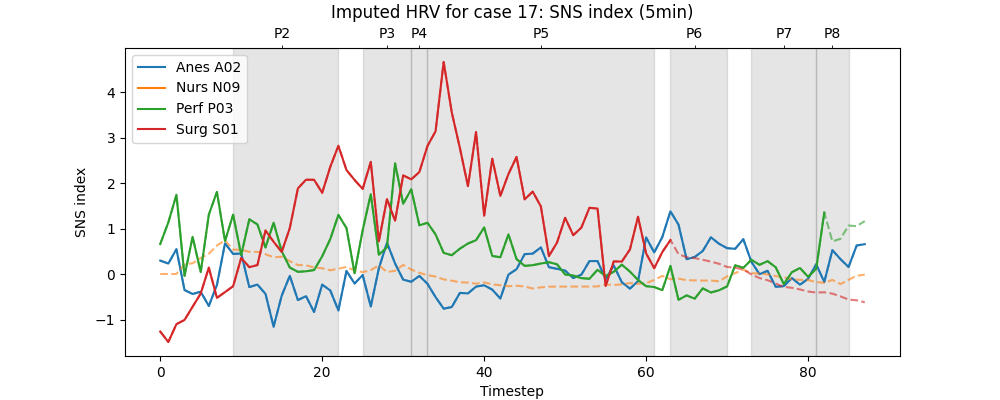 Imputed HRV for case 17: SNS index (5min)
P2 P3 P4 P5 P6 P7 P8
Anes A02
Nurs N09
Perf P03
Surg S01
SNS index
4
3
2
1
0
−1
0 20 40 60 80
Timestep